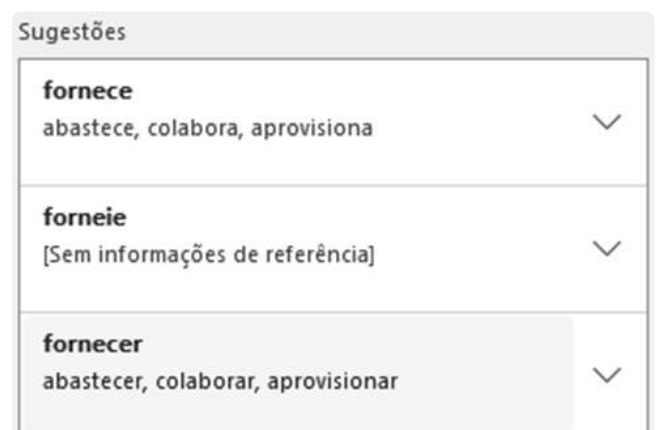 Sugestões
fornece
abastece, colabora, aprovisiona
forneie
[Sem informações de referência]
fornecer
abastecer, colaborar, aprovisionar